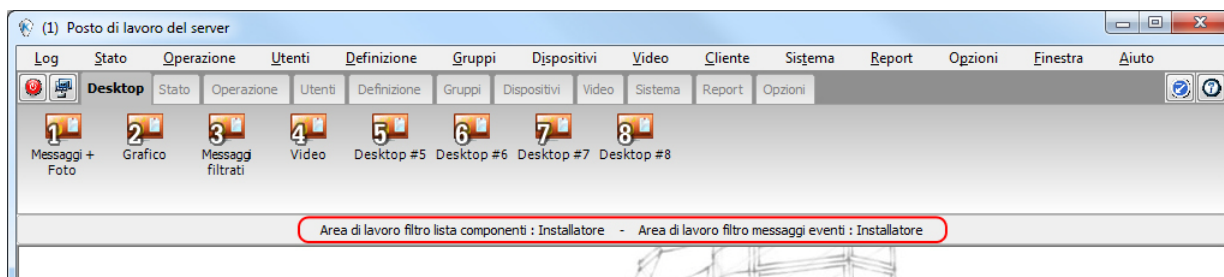 (1) Posto di lavoro del server
Log Stato Operazione Utenti Definizione Gruppi Dispositivi Video Cliente Sistema Report Opzioni Finestra Aiuto
Desktop Stato Operazione Utenti Definizione Gruppi Dispositivi Video Sistema Report Opzioni
1 2 3 4 5 6 7 8
Messaggi + Grafico Messaggi Video Desktop #5 Desktop #6 Desktop #7 Desktop #8
Foto filtrati
Area di lavoro filtro lista componenti : Installatore - Area di lavoro filtro messaggi eventi : Installatore